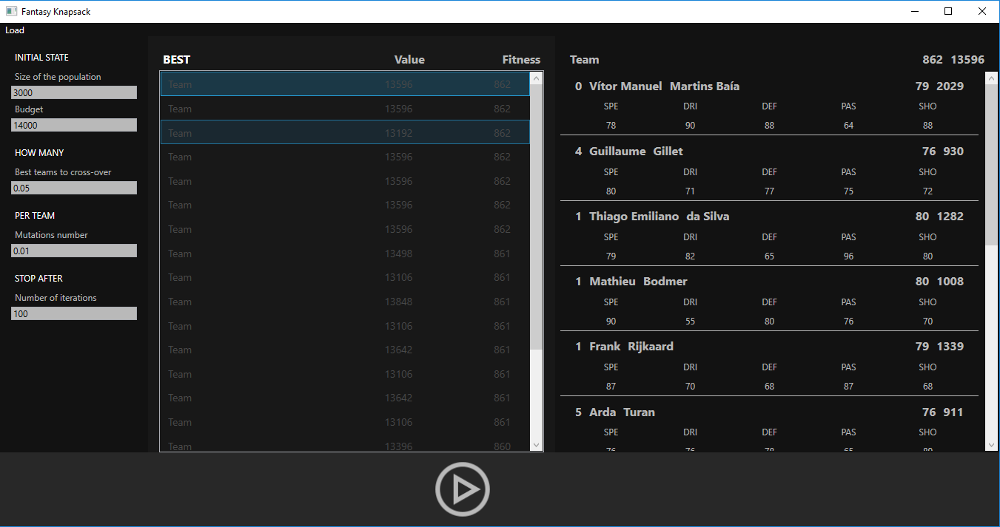 Fantasy Knapsack
Load
INITIAL STATE
Size of the population
3000
Budget
14000
HOW MANY
Best teams to cross-over
0.05
PER TEAM
Mutations number
0.01
STOP AFTER
Number of iterations
100
BEST Value Fitness
Team 13596 862
Team 13596 862
Team 13192 862
Team 13596 862
Team 13596 862
Team 13596 862
Team 13596 862
Team 13498 861
Team 13106 861
Team 13848 861
Team 13106 861
Team 13642 861
Team 13106 861
Team 13642 861
Team 13106 861
Team 13396 860
Team 862 13596
0 Vítor Manuel Martins Baía 79 2029
SPE DRI DEF PAS SHO
78 90 88 64 88
4 Guillaume Gillet 76 930
SPE DRI DEF PAS SHO
80 71 77 75 72
1 Thiago Emiliano da Silva 80 1282
SPE DRI DEF PAS SHO
79 82 65 96 80
1 Mathieu Bodmer 80 1008
SPE DRI DEF PAS SHO
90 55 80 76 70
1 Frank Rijkaard 79 1339
SPE DRI DEF PAS SHO
87 70 68 87 68
5 Arda Turan 76 911
SPE DRI DEF PAS SHO